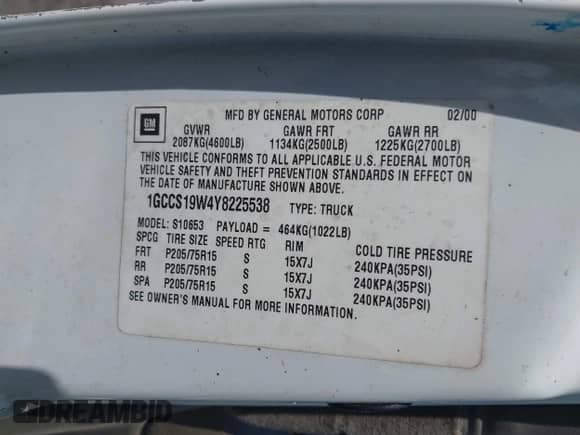 GM
MFD BY GENERAL MOTORS CORP 02/00
GVWR GAWR FRT GAWR RR
2087KG(4600LB) 1134KG(2500LB) 1225KG(2700LB)
THIS VEHICLE CONFORMS TO ALL APPLICABLE U.S. FEDERAL MOTOR
VEHICLE SAFETY AND THEFT PREVENTION STANDARDS IN EFFECT ON
THE DATE OF MANUFACTURE SHOWN ABOVE.
1GCCS19W4Y8225538 TYPE: TRUCK
MODEL: S10653 PAYLOAD = 464KG(1022LB)
SPCG TIRE SIZE SPEED RTG RIM COLD TIRE PRESSURE
FRT P205/75R15 S 15X7J 240KPA(35PSI)
RR P205/75R15 S 15X7J 240KPA(35PSI)
SPA P205/75R15 S 15X7J 240KPA(35PSI)
SEE OWNER'S MANUAL FOR MORE INFORMATION.
DREAMBID